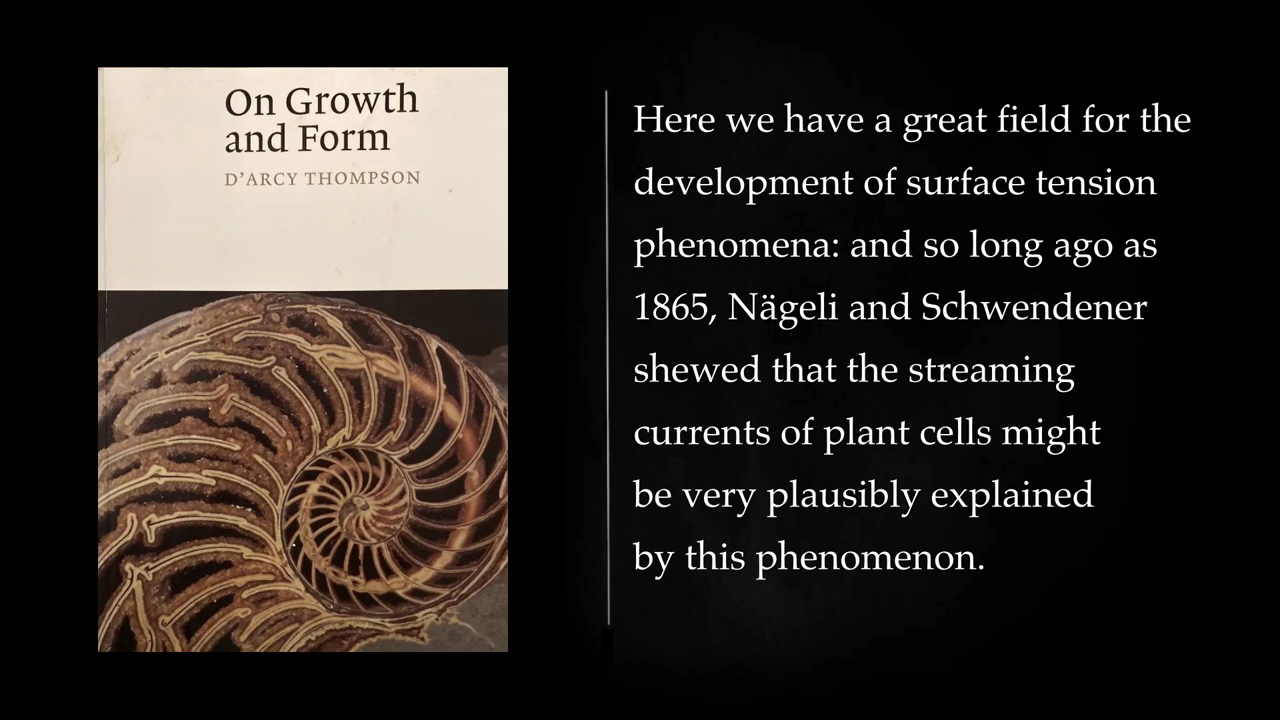 On Growth
and Form
D'ARCY THOMPSON
Here we have a great field for the
development of surface tension
phenomena: and so long ago as
1865, Nägeli and Schwendener
shewed that the streaming
currents of plant cells might
be very plausibly explained
by this phenomenon.